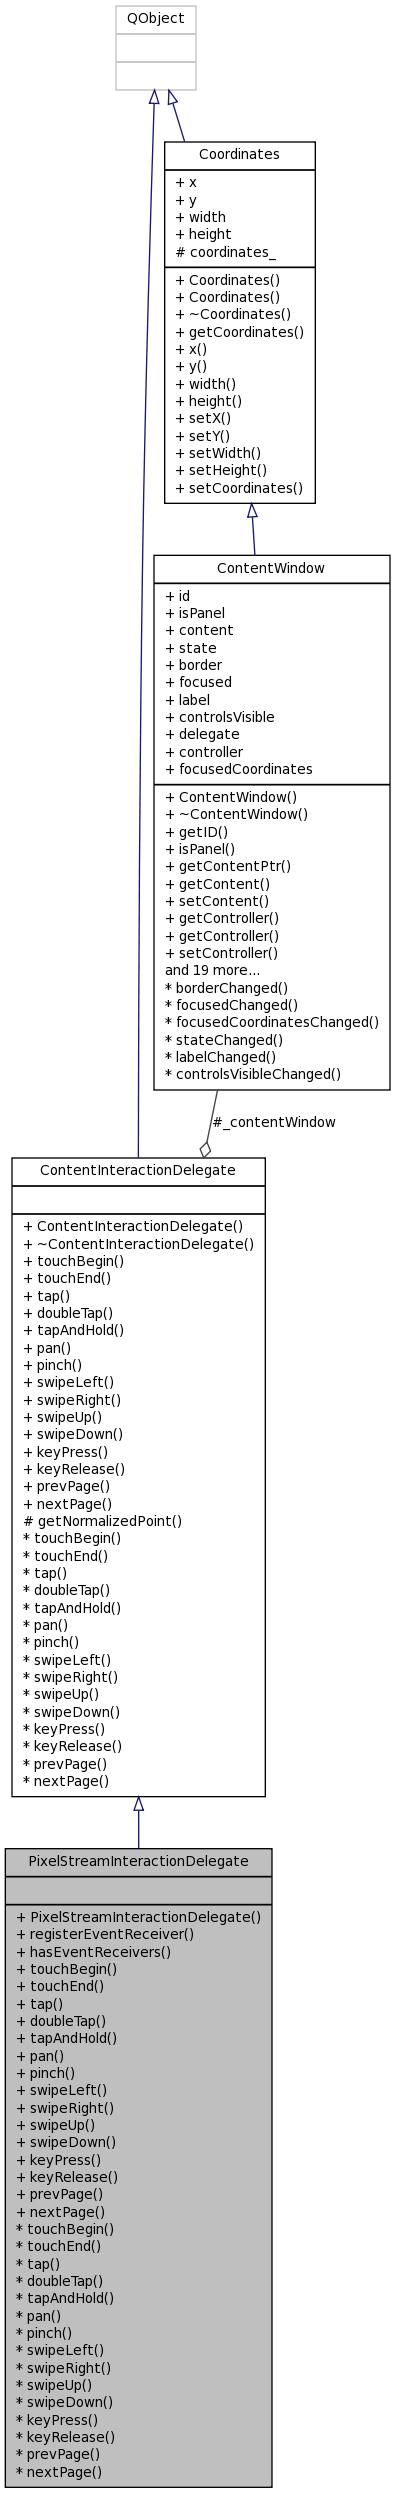 QObject
Coordinates
+ x
+ y
+ width
+ height
# coordinates_
+ Coordinates()
+ Coordinates()
+ ~Coordinates()
+ getCoordinates()
+ x()
+ y()
+ width()
+ height()
+ setX()
+ setY()
+ setWidth()
+ setHeight()
+ setCoordinates()
ContentWindow
+ id
+ isPanel
+ content
+ state
+ border
+ focused
+ label
+ controlsVisible
+ delegate
+ controller
+ focusedCoordinates
+ ContentWindow()
+ ~ContentWindow()
+ getID()
+ isPanel()
+ getContentPtr()
+ getContent()
+ setContent()
+ getController()
+ getController()
+ setController()
and 19 more...
* borderChanged()
* focusedChanged()
* focusedCoordinatesChanged()
* stateChanged()
* labelChanged()
* controlsVisibleChanged()
#_contentWindow
ContentInteractionDelegate
+ ContentInteractionDelegate()
+ ~ContentInteractionDelegate()
+ touchBegin()
+ touchEnd()
+ tap()
+ doubleTap()
+ tapAndHold()
+ pan()
+ pinch()
+ swipeLeft()
+ swipeRight()
+ swipeUp()
+ swipeDown()
+ keyPress()
+ keyRelease()
+ prevPage()
+ nextPage()
# getNormalizedPoint()
* touchBegin()
* touchEnd()
* tap()
* doubleTap()
* tapAndHold()
* pan()
* pinch()
* swipeLeft()
* swipeRight()
* swipeUp()
* swipeDown()
* keyPress()
* keyRelease()
* prevPage()
* nextPage()
PixelStreamInteractionDelegate
+ PixelStreamInteractionDelegate()
+ registerEventReceiver()
+ hasEventReceivers()
+ touchBegin()
+ touchEnd()
+ tap()
+ doubleTap()
+ tapAndHold()
+ pan()
+ pinch()
+ swipeLeft()
+ swipeRight()
+ swipeUp()
+ swipeDown()
+ keyPress()
+ keyRelease()
+ prevPage()
+ nextPage()
* touchBegin()
* touchEnd()
* tap()
* doubleTap()
* tapAndHold()
* pan()
* pinch()
* swipeLeft()
* swipeRight()
* swipeUp()
* swipeDown()
* keyPress()
* keyRelease()
* prevPage()
* nextPage()